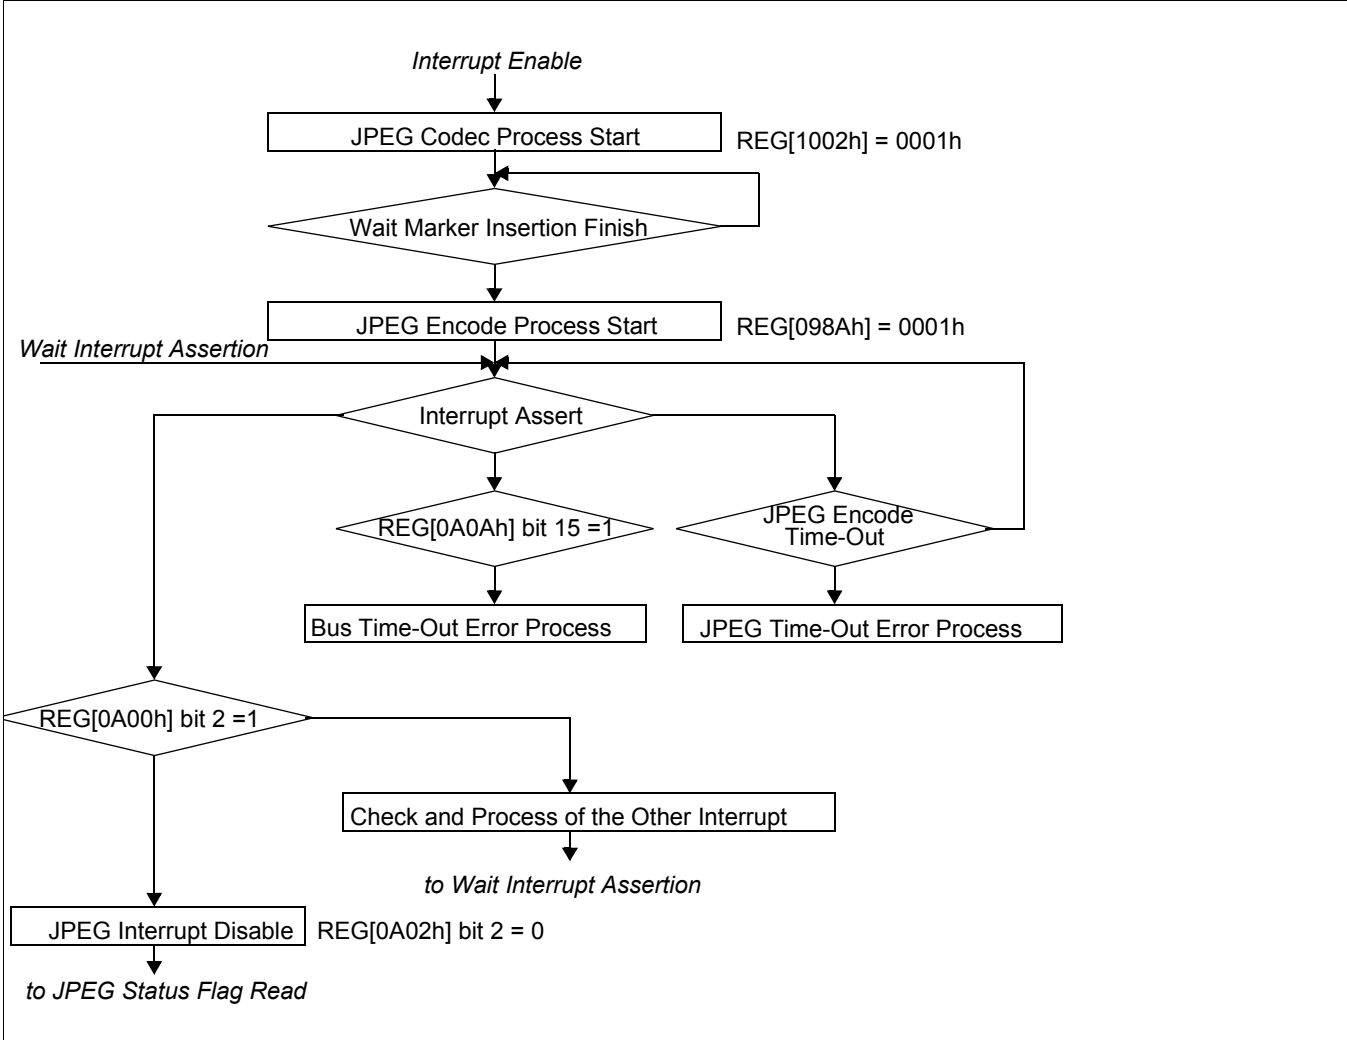 Interrupt Enable
JPEG Codec Process Start
REG[1002h] = 0001h
Wait Marker Insertion Finish
JPEG Encode Process Start
REG[098Ah] = 0001h
Wait Interrupt Assertion
Interrupt Assert
REG[0A0Ah] bit 15 =1
JPEG Encode
Time-Out
Bus Time-Out Error Process
JPEG Time-Out Error Process
REG[0A00h] bit 2 =1
Check and Process of the Other Interrupt
to Wait Interrupt Assertion
JPEG Interrupt Disable
REG[0A02h] bit 2 = 0
to JPEG Status Flag Read